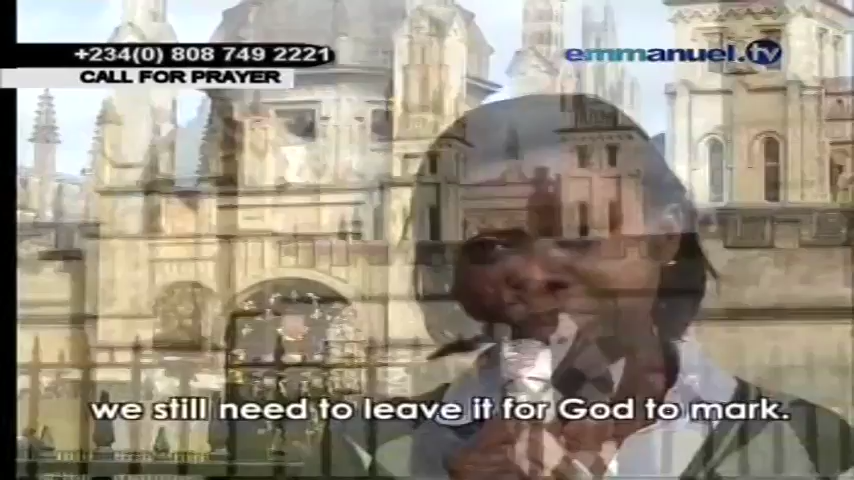 +234(0) 808 749 2221
emmanuel.tv
CALL FOR PRAYER
we still need to leave it for God to mark.